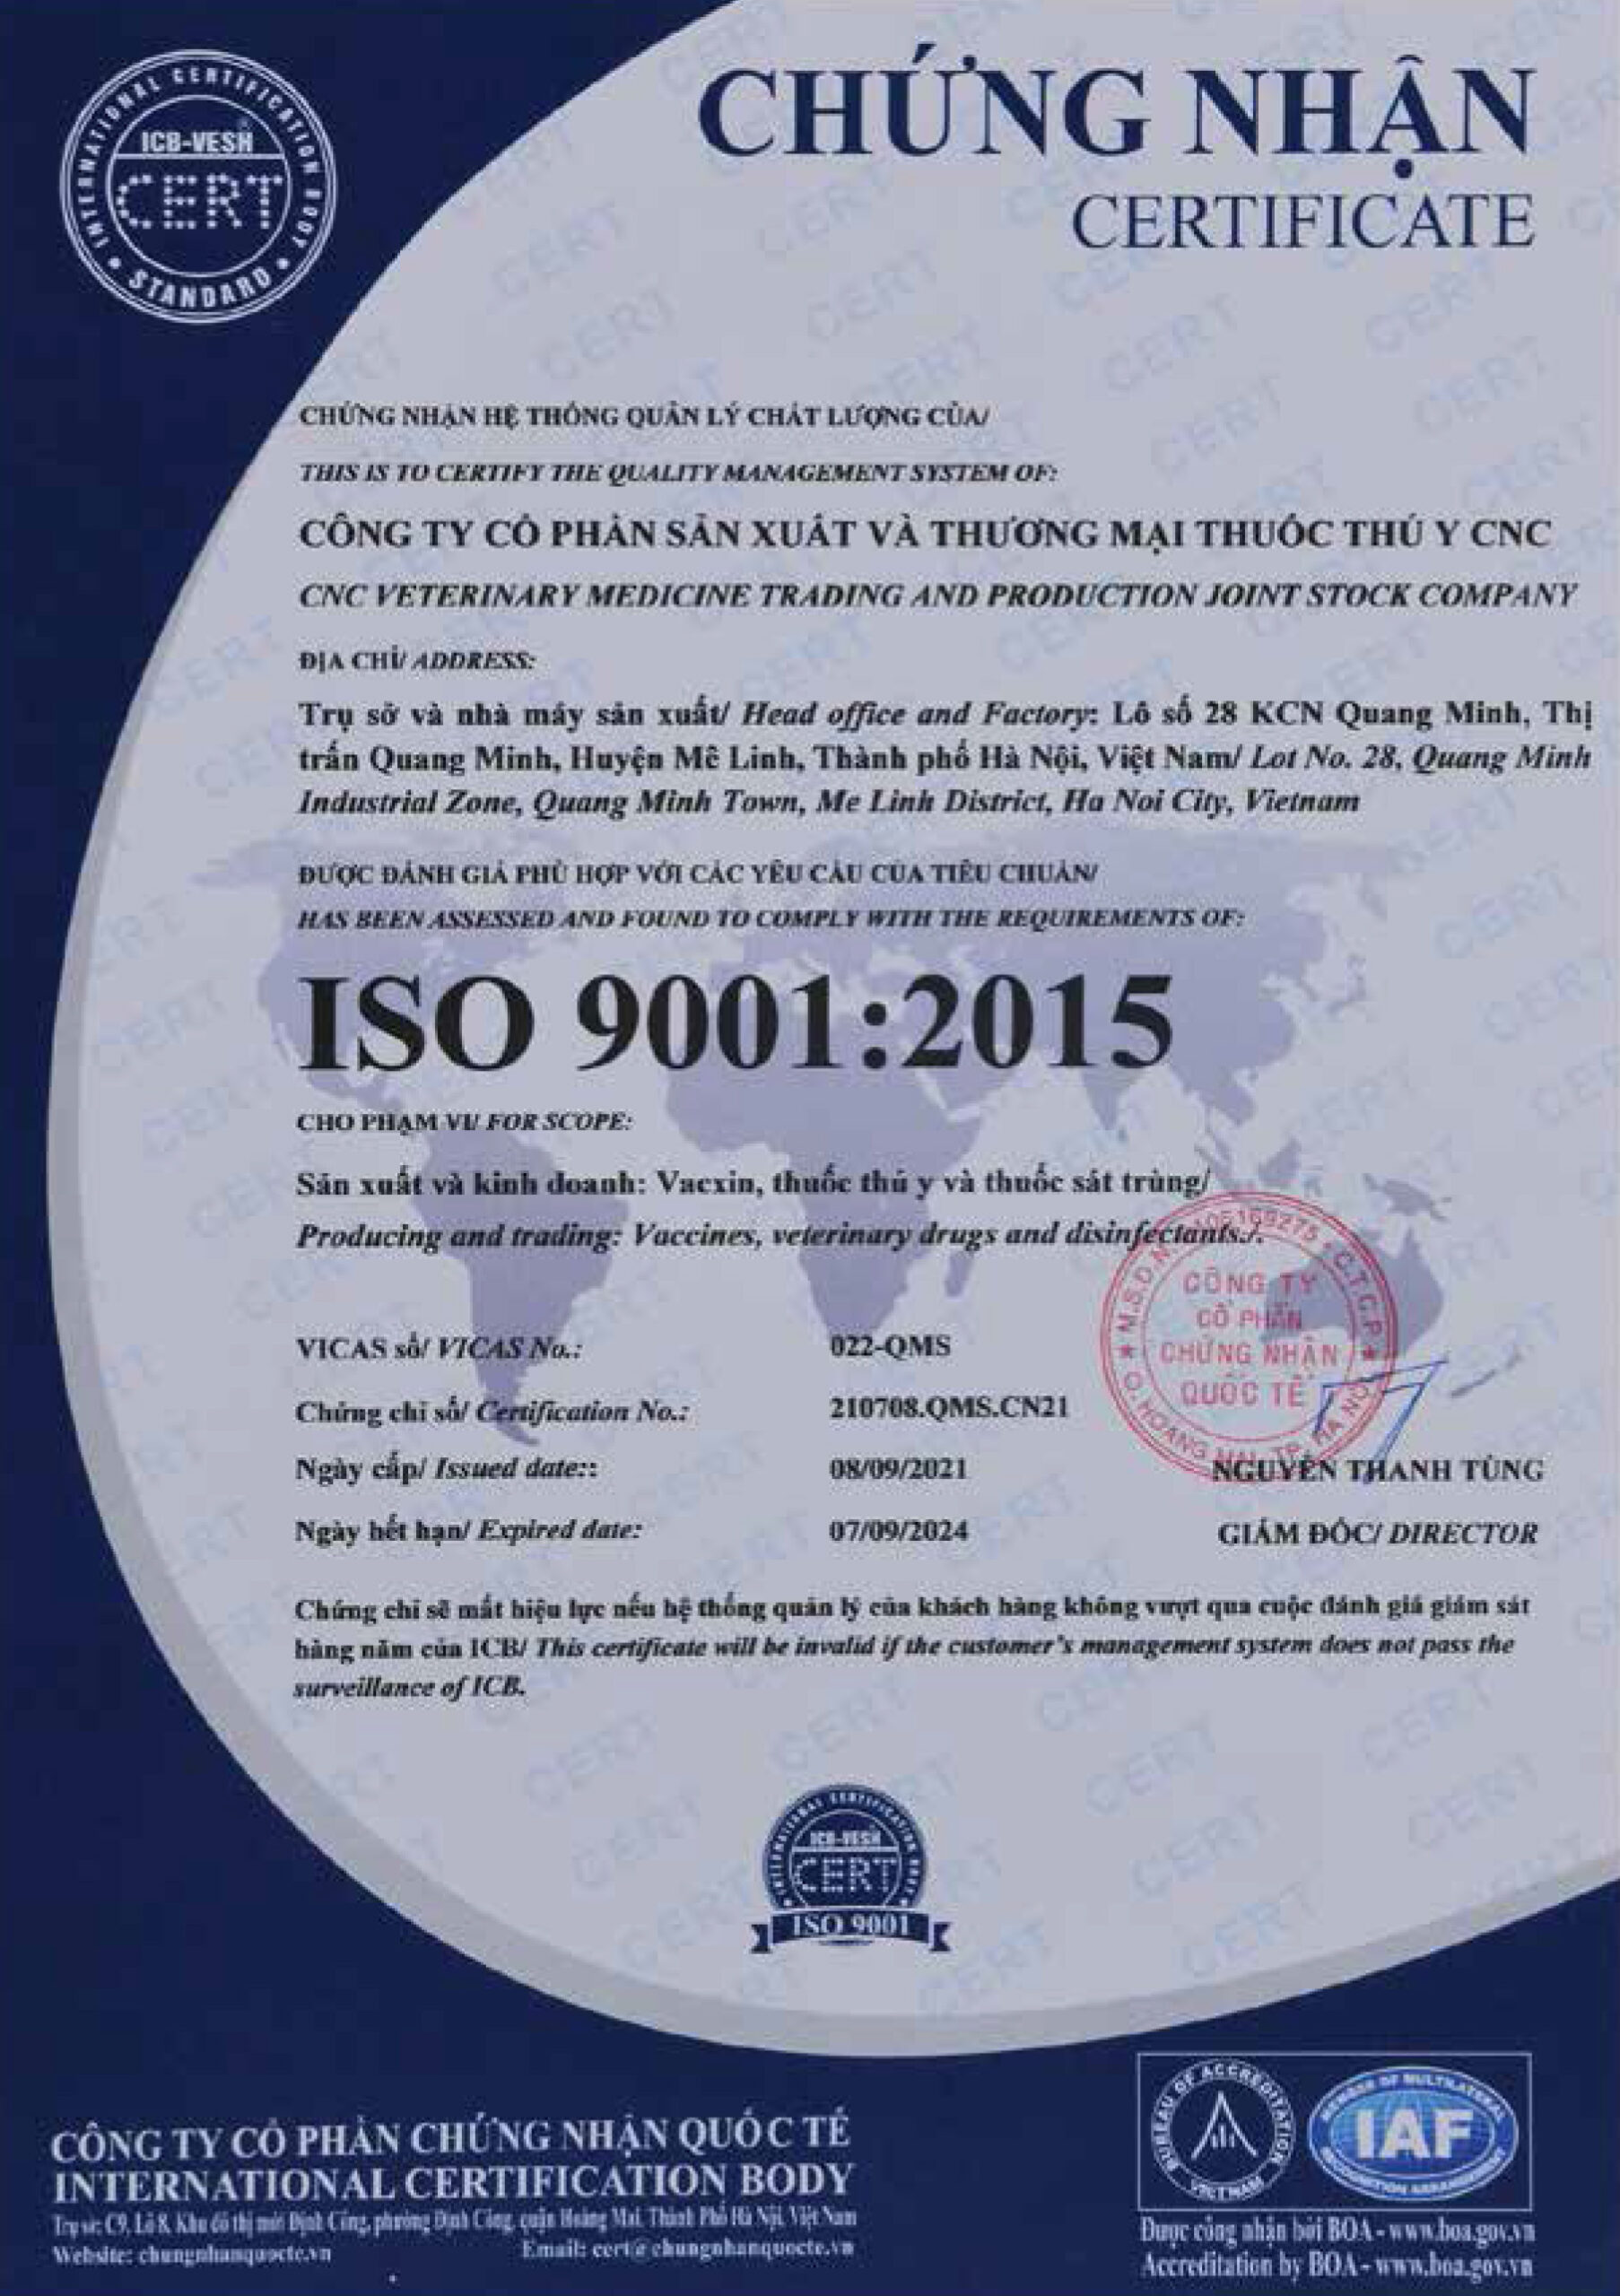 INTERNATIONAL CERTIFICATION BODY
ICB-VESH
CERT
STANDARD
CHỨNG NHẬN
CERTIFICATE
CHỨNG NHẬN HỆ THỐNG QUẢN LÝ CHẤT LƯỢNG CỦA/
THIS IS TO CERTIFY THE QUALITY MANAGEMENT SYSTEM OF:
CÔNG TY CỔ PHẦN SẢN XUẤT VÀ THƯƠNG MẠI THUỐC THÚ Y CNC
CNC VETERINARY MEDICINE TRADING AND PRODUCTION JOINT STOCK COMPANY
ĐỊA CHỈ/ ADDRESS:
Trụ sở và nhà máy sản xuất/ Head office and Factory: Lô số 28 KCN Quang Minh, Thị
trấn Quang Minh, Huyện Mê Linh, Thành phố Hà Nội, Việt Nam/ Lot No. 28, Quang Minh
Industrial Zone, Quang Minh Town, Me Linh District, Ha Noi City, Vietnam
ĐƯỢC ĐÁNH GIÁ PHÙ HỢP VỚI CÁC YÊU CẦU CỦA TIÊU CHUẨN/
HAS BEEN ASSESSED AND FOUND TO COMPLY WITH THE REQUIREMENTS OF:
ISO 9001:2015
CHO PHẠM VI/ FOR SCOPE:
Sản xuất và kinh doanh: Vacxin, thuốc thú y và thuốc sát trùng/
Producing and trading: Vaccines, veterinary drugs and disinfectants./.
CÔNG TY
CỔ PHẦN
CHỨNG NHẬN
QUỐC TẾ
VICAS số/ VICAS No.: 022-QMS
Chứng chỉ số/ Certification No.: 210708.QMS.CN21
Ngày cấp/ Issued date:: 08/09/2021
NGUYỄN THANH TÙNG
Ngày hết hạn/ Expired date: 07/09/2024
GIÁM ĐỐC/ DIRECTOR
Chứng chỉ sẽ mất hiệu lực nếu hệ thống quản lý của khách hàng không vượt qua cuộc đánh giá giám sát
hàng năm của ICB/ This certificate will be invalid if the customer's management system does not pass the
surveillance of ICB.
INTERNATIONAL CERTIFICATION BODY
ICB-VESH
CERT
ISO 9001
CÔNG TY CỔ PHẦN CHỨNG NHẬN QUỐC TẾ
INTERNATIONAL CERTIFICATION BODY
Trụ sở: C9, Lô 8, Khu đô thị mới Định Công, phường Định Công, quận Hoàng Mai, Thành Phố Hà Nội, Việt Nam
Website: chungnhanquocte.vn Email: cert@chungnhanquocte.vn
BUREAU OF ACCREDITATION
VIETNAM
MEMBER OF MULTILATERAL
IAF
RECOGNITION ARRANGEMENT
Được công nhận bởi BOA - www.boa.gov.vn
Accreditation by BOA - www.boa.gov.vn